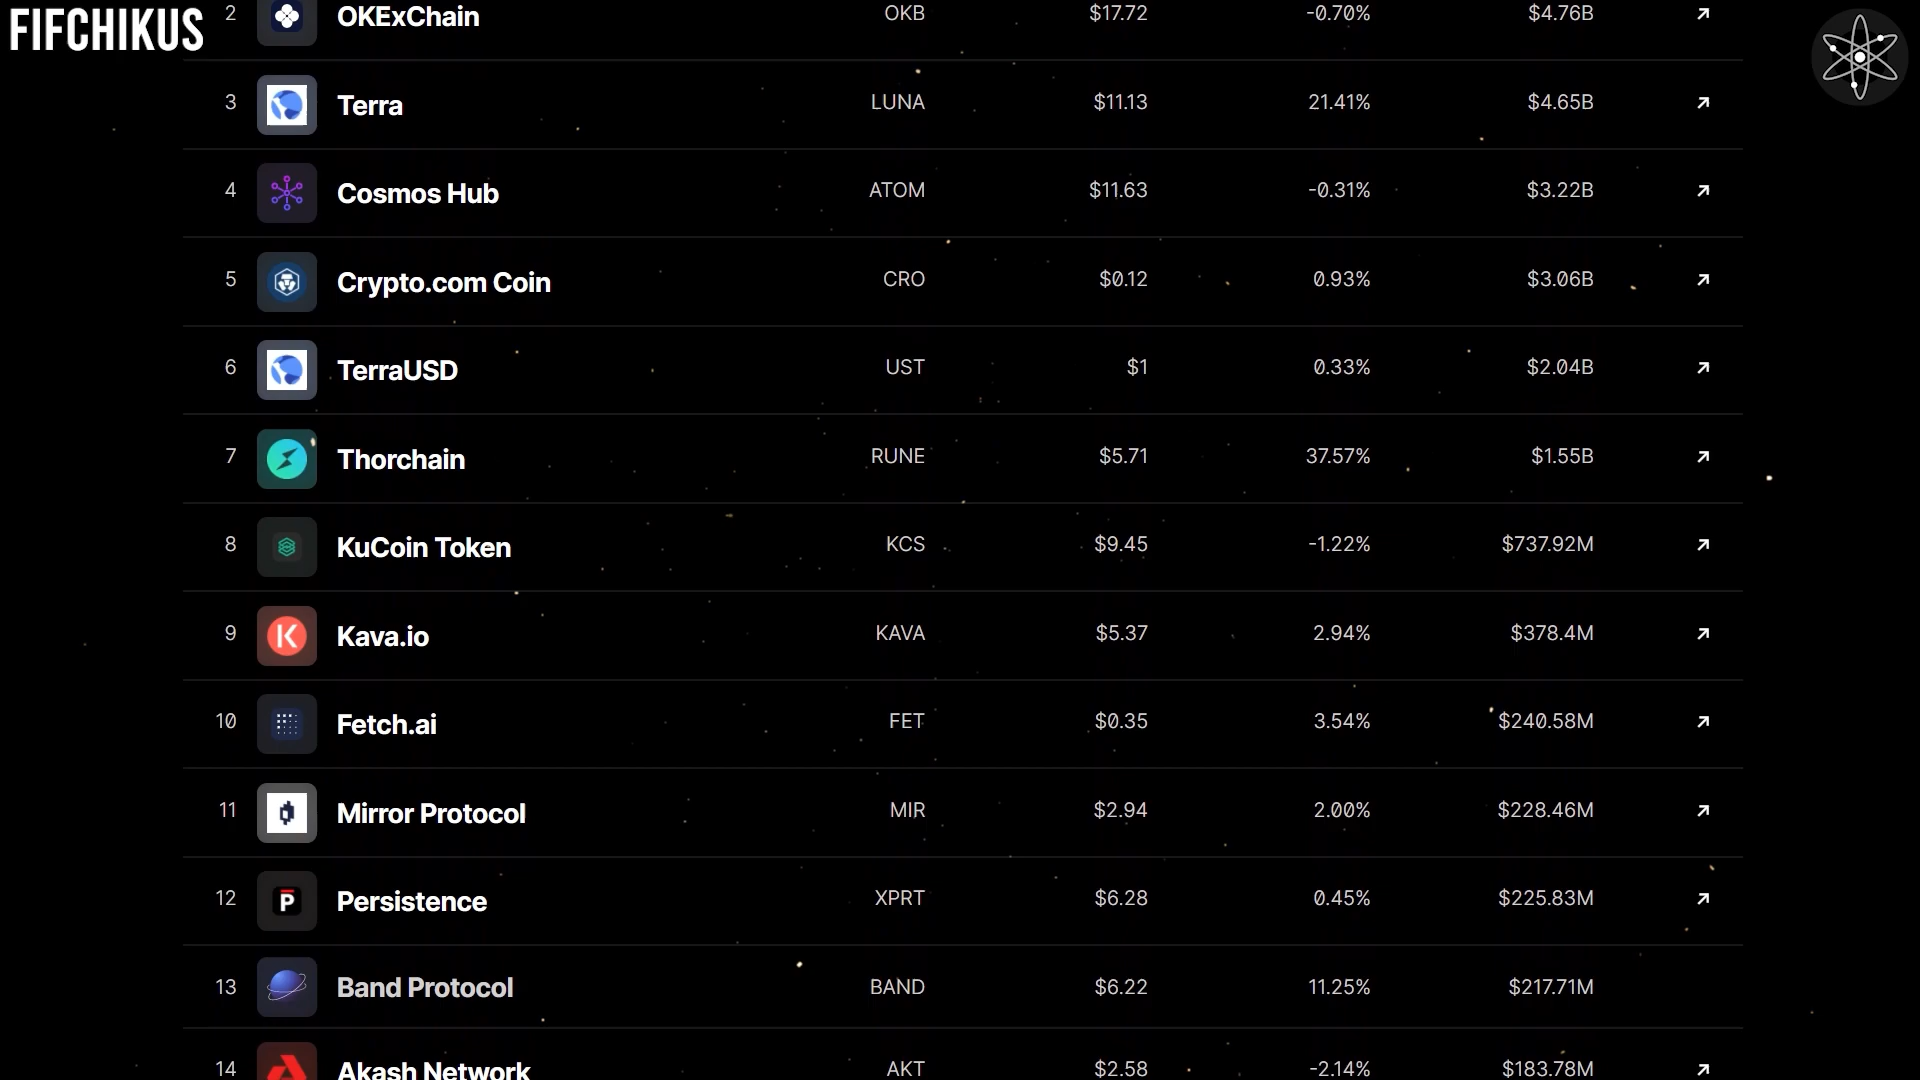 FIFCHIKUS
2 OKExChain OKB $17.72 -0.70% $4.76B
3 Terra LUNA $11.13 21.41% $4.65B
4 Cosmos Hub ATOM $11.63 -0.31% $3.22B
5 Crypto.com Coin CRO $0.12 0.93% $3.06B
6 TerraUSD UST $1 0.33% $2.04B
7 Thorchain RUNE $5.71 37.57% $1.55B
8 KuCoin Token KCS $9.45 -1.22% $737.92M
9 Kava.io KAVA $5.37 2.94% $378.4M
10 Fetch.ai FET $0.35 3.54% $240.58M
11 Mirror Protocol MIR $2.94 2.00% $228.46M
12 Persistence XPRT $6.28 0.45% $225.83M
13 Band Protocol BAND $6.22 11.25% $217.71M
14 Akash Network AKT $2.58 -2.14% $183.78M